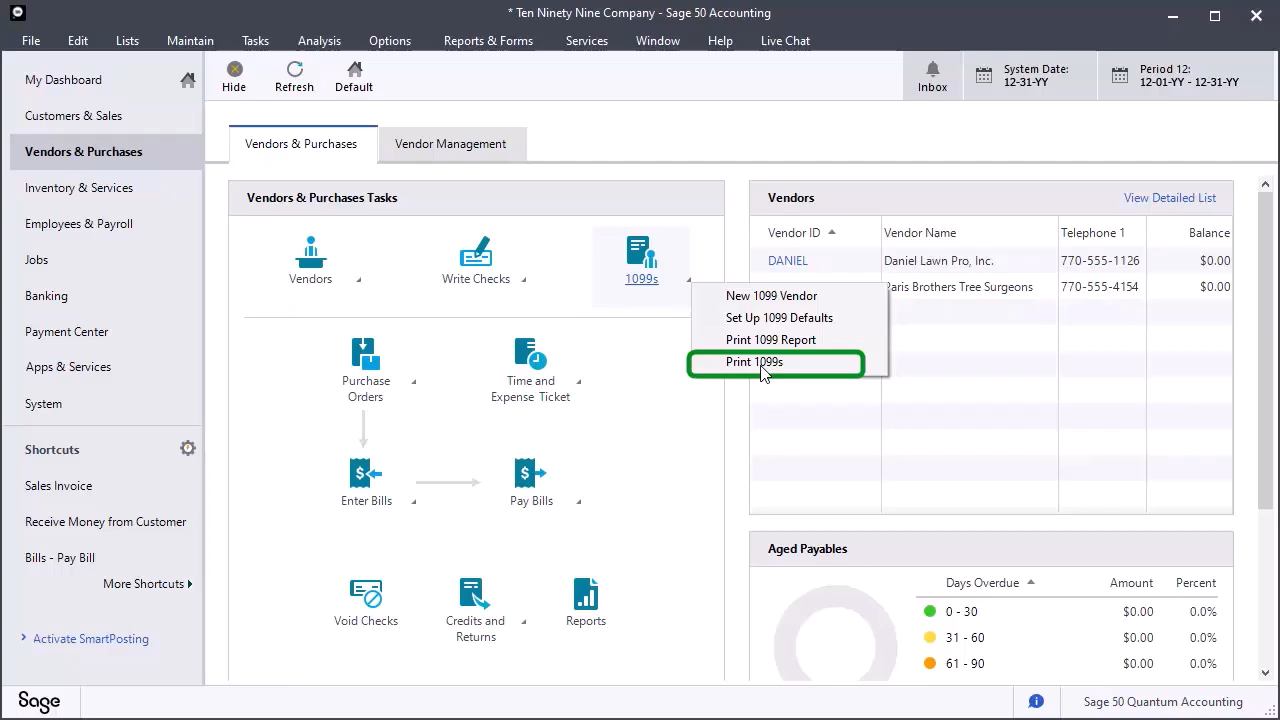 * Ten Ninety Nine Company - Sage 50 Accounting
File Edit Lists Maintain Tasks Analysis Options Reports & Forms Services Window Help Live Chat
My Dashboard
Customers & Sales
Vendors & Purchases
Inventory & Services
Employees & Payroll
Jobs
Banking
Payment Center
Apps & Services
System
Shortcuts
Sales Invoice
Receive Money from Customer
Bills - Pay Bill
More Shortcuts
Activate SmartPosting
Hide Refresh Default
Inbox
System Date:
12-31-YY
Period 12:
12-01-YY - 12-31-YY
Vendors & Purchases Vendor Management
Vendors & Purchases Tasks
Vendors Write Checks 1099s
New 1099 Vendor
Set Up 1099 Defaults
Print 1099 Report
Print 1099s
Purchase
Orders
Time and
Expense Ticket
Enter Bills Pay Bills
Void Checks
Credits and
Returns
Reports
Vendors View Detailed List
Vendor ID Vendor Name Telephone 1 Balance
DANIEL Daniel Lawn Pro, Inc. 770-555-1126 $0.00
Brothers Tree Surgeons 770-555-4154 $0.00
Aged Payables
Days Overdue Amount Percent
0 - 30 $0.00 0.0%
31 - 60 $0.00 0.0%
61 - 90 $0.00 0.0%
Sage
Sage 50 Quantum Accounting